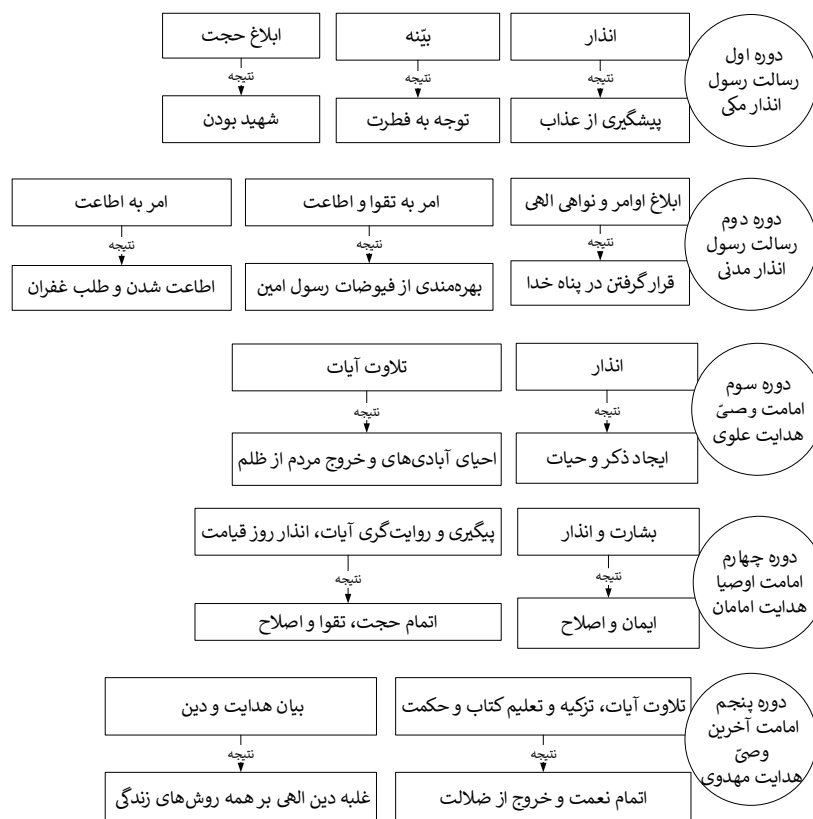 دوره اول
رسالت رسول
انذار مکی
انذار
بیّنه
ابلاغ حجت
نتیجه
نتیجه
نتیجه
پیشگیری از عذاب
توجه به فطرت
شهید بودن
دوره دوم
رسالت رسول
انذار مدنی
ابلاغ اوامر و نواهی الهی
امر به تقوا و اطاعت
امر به اطاعت
نتیجه
نتیجه
نتیجه
قرار گرفتن در پناه خدا
بهره‌مندی از فیوضات رسول امین
اطاعت شدن و طلب غفران
دوره سوم
امامت وصیّ
هدایت علوی
انذار
تلاوت آیات
نتیجه
نتیجه
ایجاد ذکر و حیات
احیای آبادی‌های و خروج مردم از ظلم
دوره چهارم
امامت اوصیا
هدایت امامان
بشارت و انذار
پیگیری و روایت‌گری آیات، انذار روز قیامت
نتیجه
نتیجه
ایمان و اصلاح
اتمام حجت، تقوا و اصلاح
دوره پنجم
امامت آخرین
وصیّ
هدایت مهدوی
تلاوت آیات، تزکیه و تعلیم کتاب و حکمت
بیان هدایت و دین
نتیجه
نتیجه
اتمام نعمت و خروج از ضلالت
غلبه دین الهی بر همه روش‌های زندگی